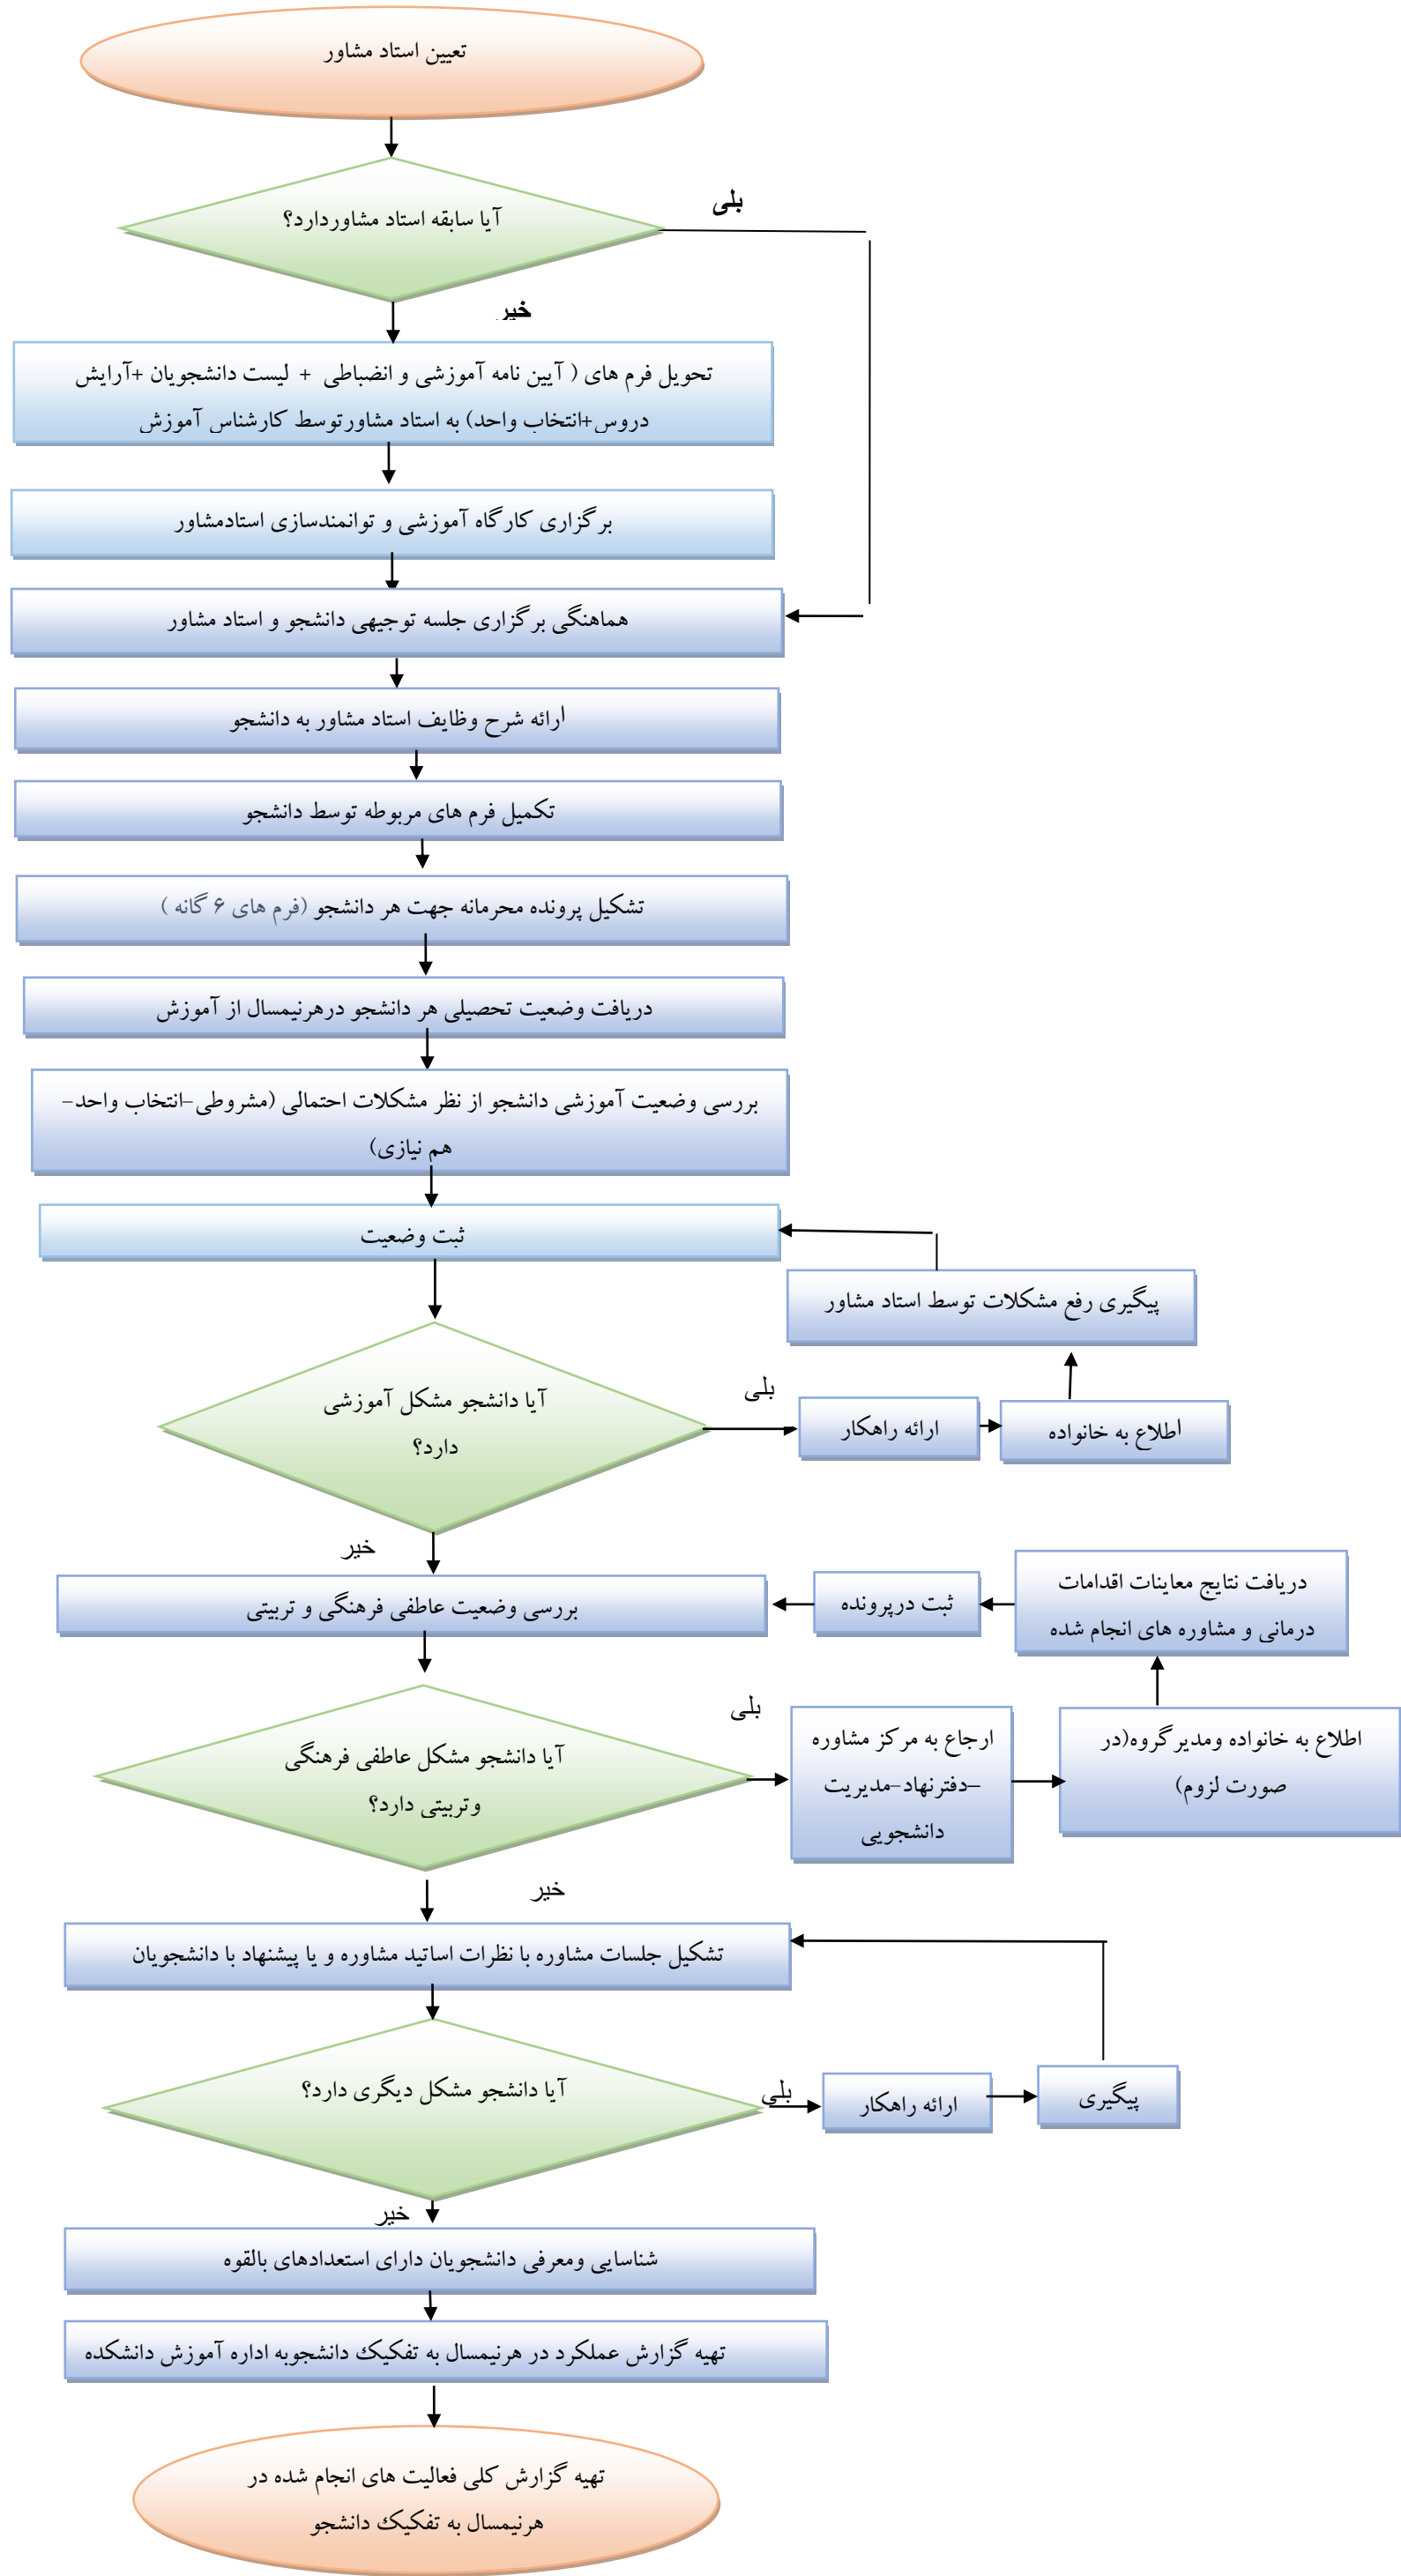 تعیین استاد مشاور
آیا سابقه استاد مشاوردارد؟
بلی
خیر
تحویل فرم های ( آیین نامه آموزشی و انضباطی + لیست دانشجویان +آرایش
دروس+انتخاب واحد) به استاد مشاورتوسط کارشناس آموزش
برگزاری کارگاه آموزشی و توانمندسازی استادمشاور
هماهنگی برگزاری جلسه توجیهی دانشجو و استاد مشاور
ارائه شرح وظایف استاد مشاور به دانشجو
تکمیل فرم های مربوطه توسط دانشجو
تشکیل پرونده محرمانه جهت هر دانشجو (فرم های ۶ گانه )
دریافت وضعیت تحصیلی هر دانشجو درهرنیمسال از آموزش
بررسی وضعیت آموزشی دانشجو از نظر مشکلات احتمالی (مشروطی-انتخاب واحد-
هم نیازی)
ثبت وضعیت
پیگیری رفع مشکلات توسط استاد مشاور
آیا دانشجو مشکل آموزشی
دارد؟
بلی
ارائه راهکار
اطلاع به خانواده
خیر
بررسی وضعیت عاطفی فرهنگی و تربیتی
ثبت درپرونده
دریافت نتایج معاینات اقدامات
درمانی و مشاوره های انجام شده
آیا دانشجو مشکل عاطفی فرهنگی
وتربیتی دارد؟
بلی
ارجاع به مرکز مشاوره
–دفترنهاد-مدیریت
دانشجویی
اطلاع به خانواده ومدیرگروه(در
صورت لزوم)
خیر
تشکیل جلسات مشاوره با نظرات اساتید مشاوره و یا پیشنهاد با دانشجویان
آیا دانشجو مشکل دیگری دارد؟
بلی
ارائه راهکار
پیگیری
خیر
شناسایی ومعرفی دانشجویان دارای استعدادهای بالقوه
تهیه گزارش عملکرد در هرنیمسال به تفکیک دانشجوبه اداره آموزش دانشکده
تهیه گزارش کلی فعالیت های انجام شده در
هرنیمسال به تفکیک دانشجو